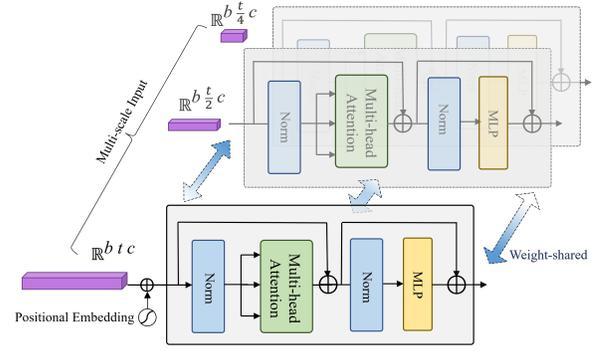 ℝ^{b t/4 c}
ℝ^{b t/2 c}
Multi-scale Input
Norm
Multi-head
Attention
Norm
MLP
ℝ^{b t c}
Norm
Multi-head
Attention
Norm
MLP
Weight-shared
Positional Embedding